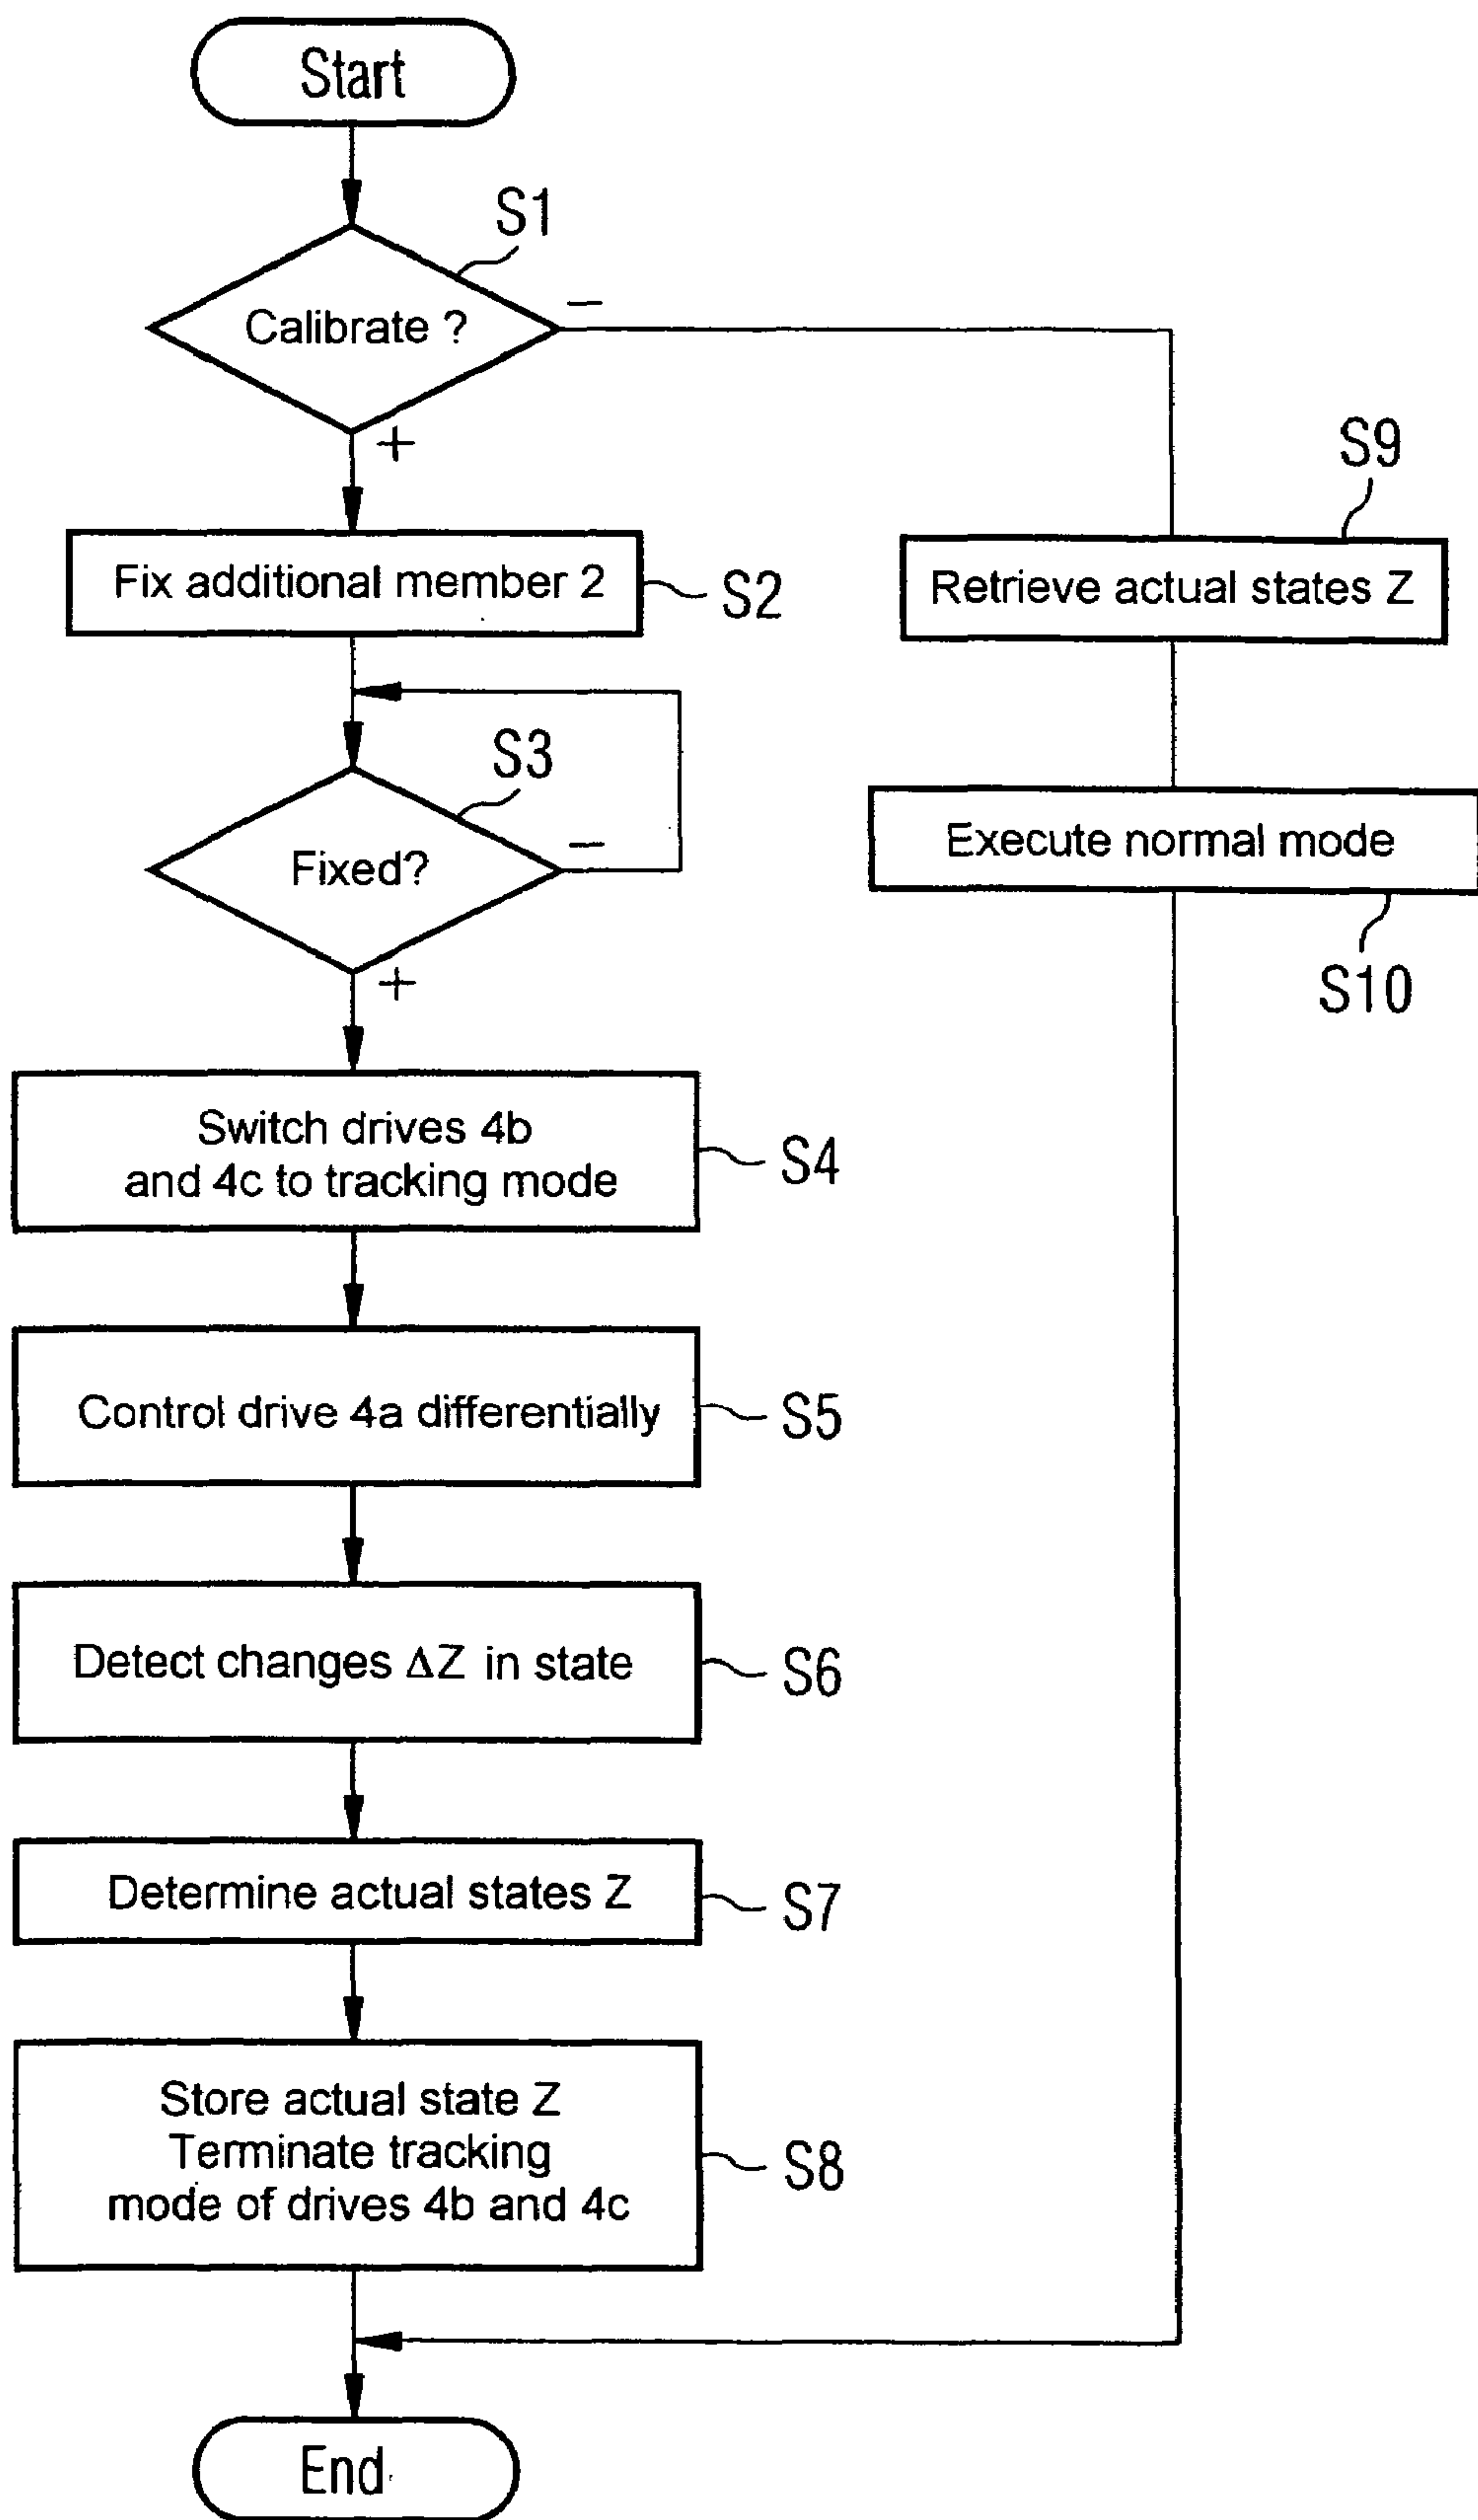 Start
S1
Calibrate ?
−
+
S9
Fix additional member 2
S2
Retrieve actual states Z
S3
Fixed?
−
Execute normal mode
+
S10
Switch drives 4b
and 4c to tracking mode
S4
Control drive 4a differentially
S5
Detect changes ΔZ in state
S6
Determine actual states Z
S7
Store actual state Z
Terminate tracking
mode of drives 4b and 4c
S8
End